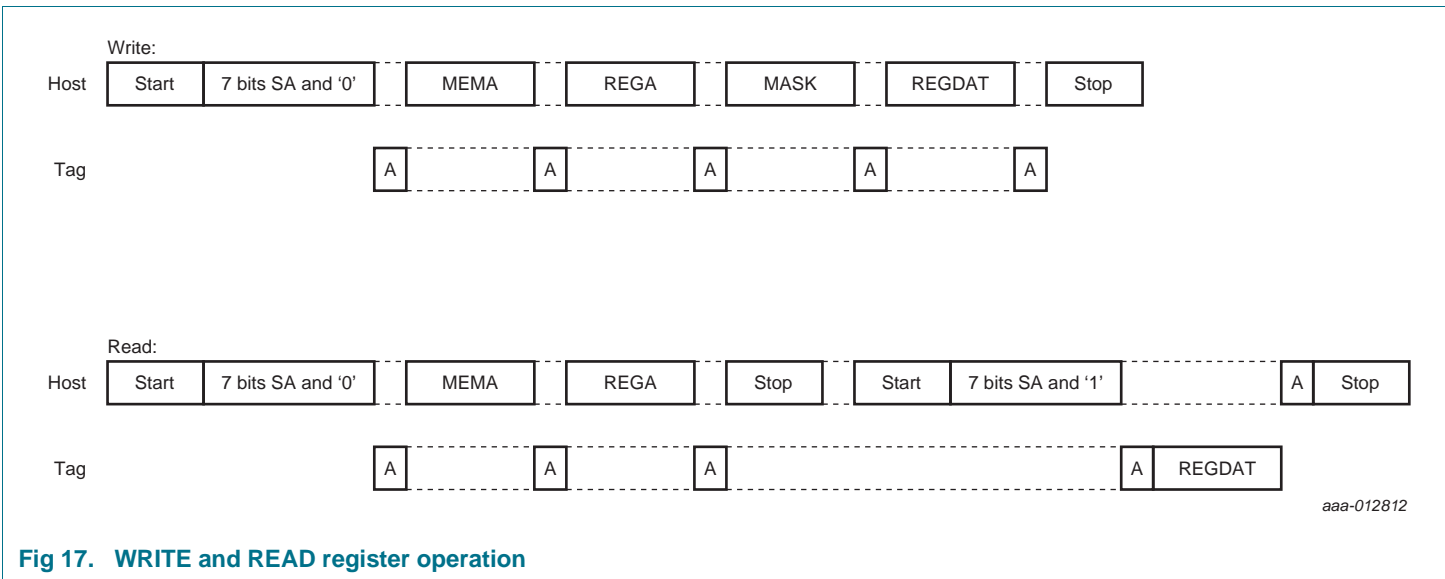 Write:
Host Start 7 bits SA and ‘0’ MEMA REGA MASK REGDAT Stop
Tag A A A A A
Read:
Host Start 7 bits SA and ‘0’ MEMA REGA Stop Start 7 bits SA and ‘1’ A Stop
Tag A A A A REGDAT
aaa-012812
Fig 17. WRITE and READ register operation